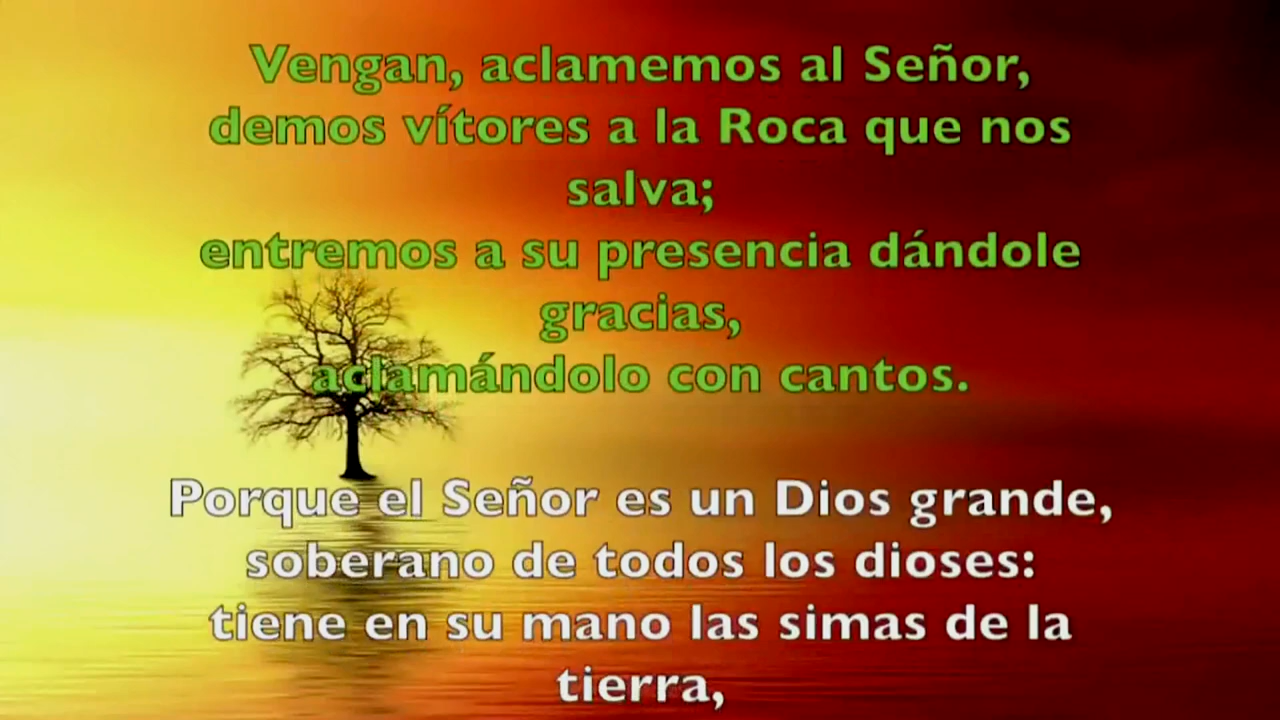 Vengan, aclamemos al Señor,
demos vítores a la Roca que nos
salva;
entremos a su presencia dándole
gracias,
aclamándolo con cantos.
Porque el Señor es un Dios grande,
soberano de todos los dioses:
tiene en su mano las simas de la
tierra,